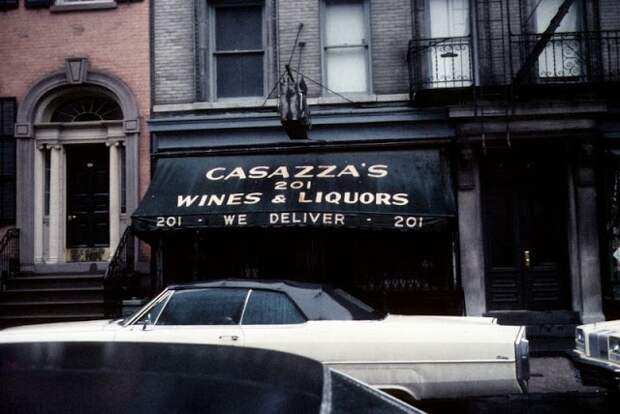 CASAZZA'S
201
WINES & LIQUORS
201 - WE DELIVER - 201